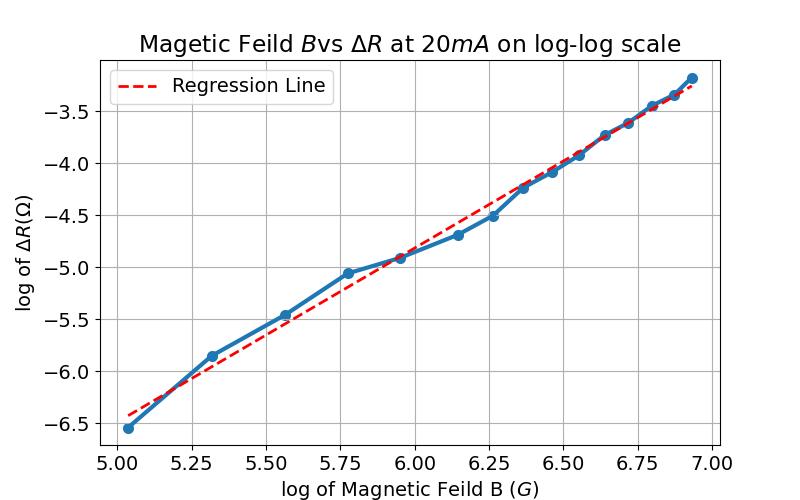 Magetic Feild Bvs ΔR at 20mA on log-log scale
Regression Line
−3.5
−4.0
−4.5
−5.0
−5.5
−6.0
−6.5
log of ΔR(Ω)
5.00 5.25 5.50 5.75 6.00 6.25 6.50 6.75 7.00
log of Magnetic Feild B (G)